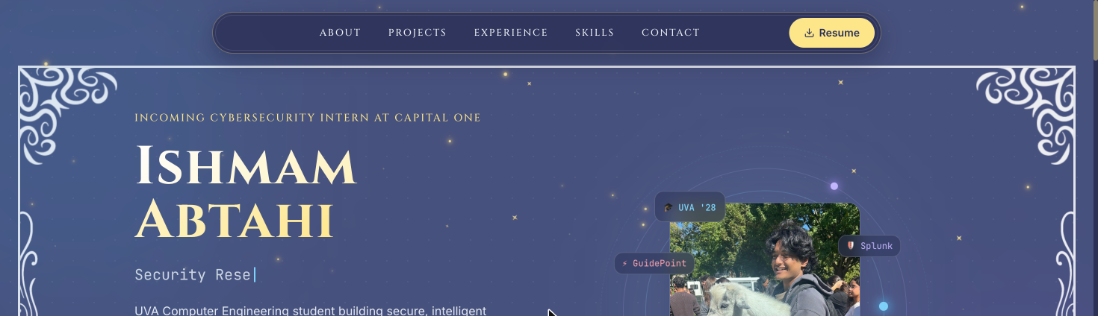 ABOUT PROJECTS EXPERIENCE SKILLS CONTACT Resume
INCOMING CYBERSECURITY INTERN AT CAPITAL ONE
ISHMAM
ABTAHI
UVA '28
Splunk
GuidePoint
Security Rese
UVA Computer Engineering student building secure, intelligent